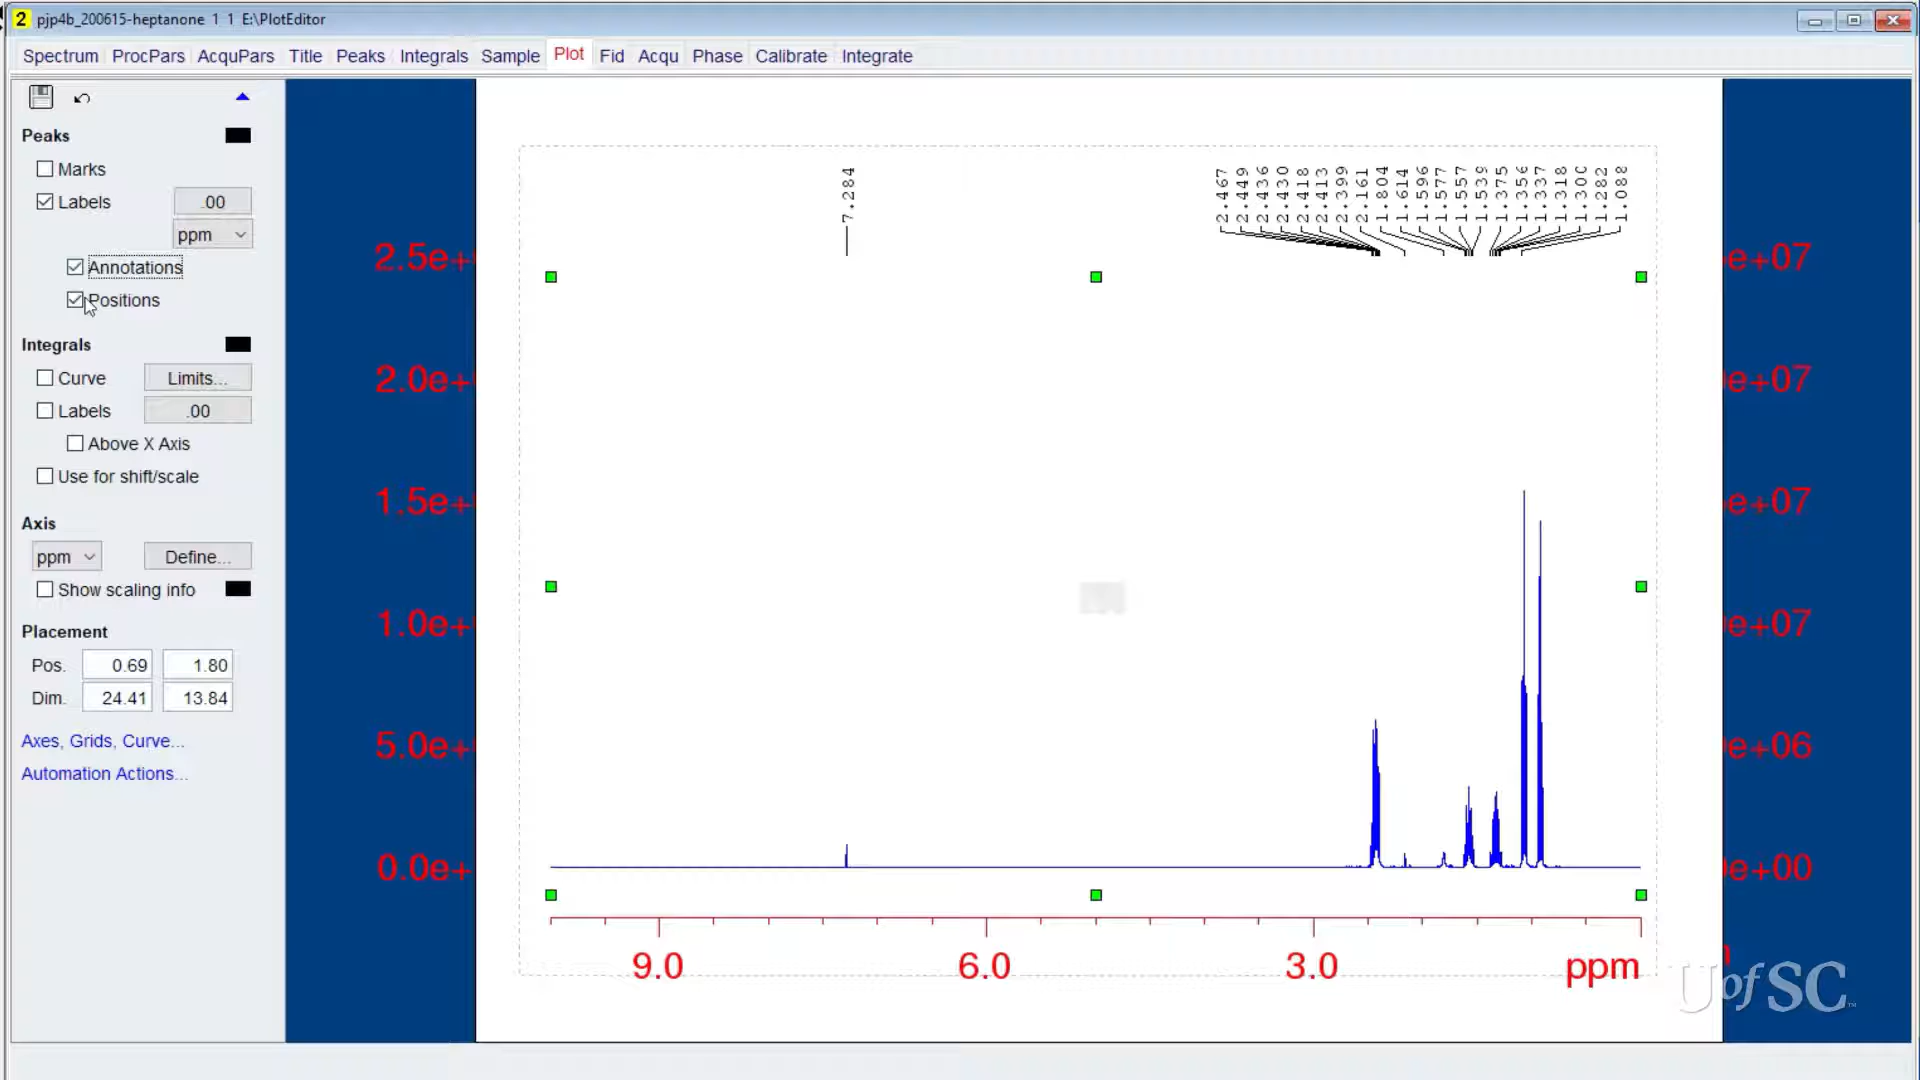 2 pjp4b_200615-heptanone 1 1 E:\PlotEditor
Spectrum ProcPars AcquPars Title Peaks Integrals Sample Plot Fid Acqu Phase Calibrate Integrate
Peaks
Marks
Labels .00
ppm
Annotations
Positions
Integrals
Curve Limits...
Labels .00
Above X Axis
Use for shift/scale
Axis
ppm Define...
Show scaling info
Placement
Pos. 0.69 1.80
Dim. 24.41 13.84
Axes, Grids, Curve...
Automation Actions...
7.284
2.467
2.449
2.436
2.430
2.418
2.413
2.399
2.161
1.804
1.614
1.596
1.577
1.557
1.539
1.375
1.356
1.337
1.318
1.300
1.282
1.088
2.5e+ e+07
2.0e+ e+07
1.5e+ e+07
1.0e+ e+07
5.0e+ e+06
0.0e+ e+00
9.0 6.0 3.0 ppm
UofSC